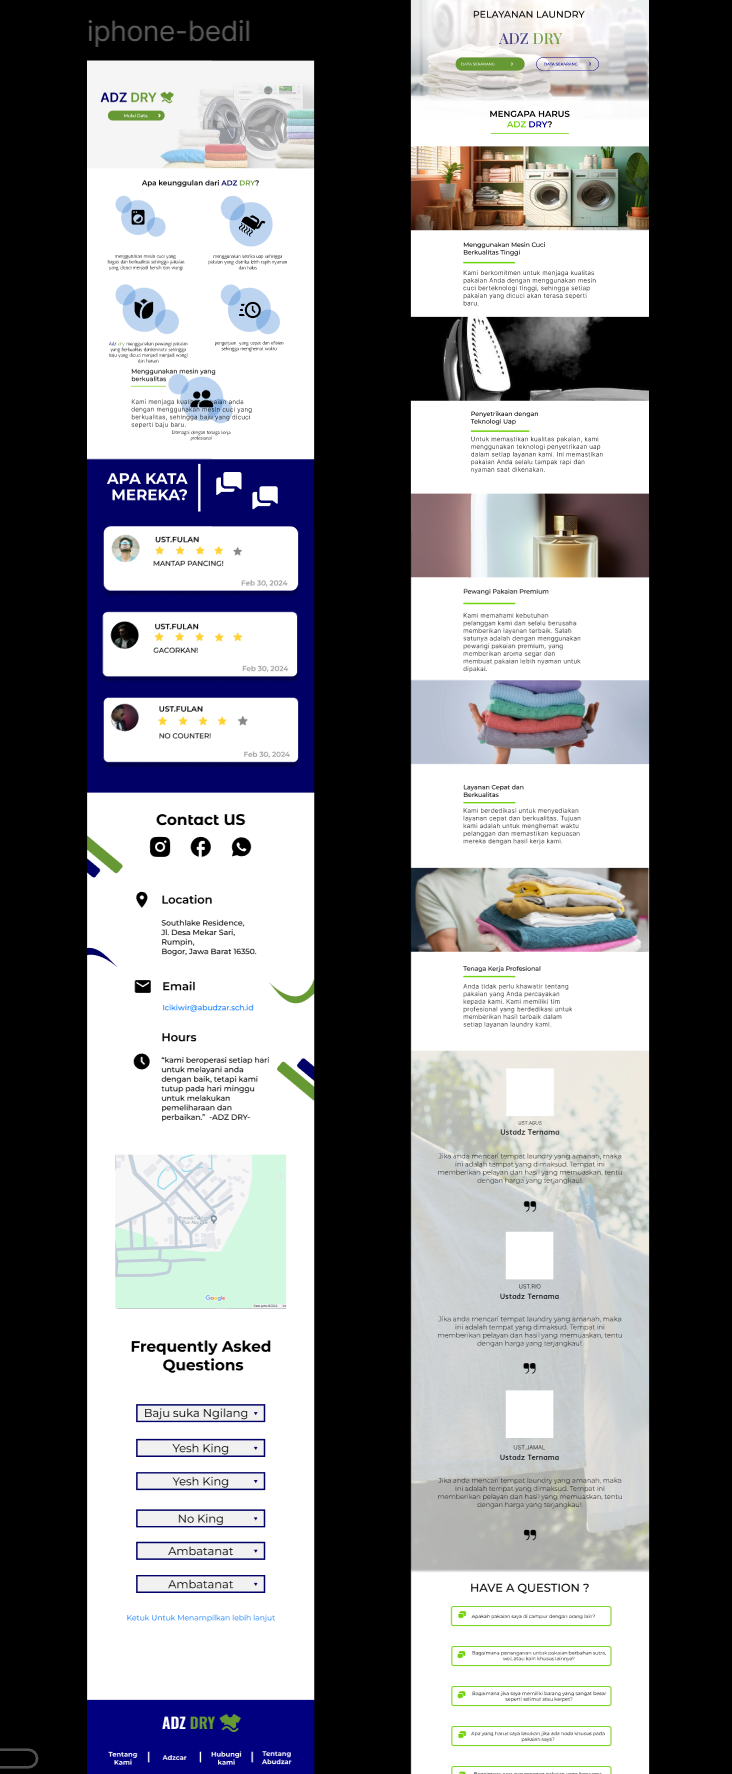 iphone-bedil
ADZ DRY
Mulai Data
Apa keunggulan dari ADZ DRY?
menggunakan mesin cuci yang
bagus dan berkualitas sehingga pakaian
yang dicuci menjadi bersih dan wangi
menggunakan setrika uap sehingga
pakaian yang disetrika lebih rapih nyaman
dan halus
Adz dry menggunakan pewangi pakaian
yang berkualitas
baju yang dicuci menjadi menjadi wangi
dan harum
pengerjaan yang cepat dan efisien
sehingga menghemat waktu
Menggunakan mesin yang
berkualitas
Kami menjaga kualitas pakaian anda
dengan menggunakan mesin cuci yang
berkualitas, sehingga baju yang dicuci
seperti baju baru.
Ditenagai dengan tenaga kerja
profesional
APA KATA
MEREKA?
UST.FULAN
MANTAP PANCING!
Feb 30, 2024
UST.FULAN
GACORKAN!
Feb 30, 2024
UST.FULAN
NO COUNTER!
Feb 30, 2024
Contact US
Location
Southlake Residence,
Jl. Desa Mekar Sari,
Rumpin,
Bogor, Jawa Barat 16350.
Email
Icikiwir@abudzar.sch.id
Hours
"kami beroperasi setiap hari
untuk melayani anda
dengan baik, tetapi kami
tutup pada hari minggu
untuk melakukan
pemeliharaan dan
perbaikan." -ADZ DRY-
Google
Frequently Asked
Questions
Baju suka Ngilang
Yesh King
Yesh King
No King
Ambatanat
Ambatanat
Ketuk Untuk Menampilkan lebih lanjut
ADZ DRY
Tentang
Kami
Adzcar
Hubungi
kami
Tentang
Abudzar
PELAYANAN LAUNDRY
ADZ DRY
DATA SEKARANG
DATA SEKARANG
MENGAPA HARUS
ADZ DRY?
Menggunakan Mesin Cuci
Berkualitas Tinggi
Kami berkomitmen untuk menjaga kualitas
pakaian Anda dengan menggunakan mesin
cuci berteknologi tinggi, sehingga setiap
pakaian yang dicuci akan terasa seperti
baru.
Penyetrikaan dengan
Teknologi Uap
Untuk memastikan kualitas pakaian, kami
menggunakan teknologi penyetrikaan uap
dalam setiap layanan kami. Ini memastikan
pakaian Anda selalu tampak rapi dan
nyaman saat dikenakan.
Pewangi Pakaian Premium
Kami memahami kebutuhan
pelanggan kami dan selalu berusaha
memberikan layanan terbaik. Salah
satunya adalah dengan menggunakan
pewangi pakaian premium, yang
memberikan aroma segar dan
membuat pakaian lebih nyaman untuk
dipakai.
Layanan Cepat dan
Berkualitas
Kami berdedikasi untuk menyediakan
layanan cepat dan berkualitas. Tujuan
kami adalah untuk menghemat waktu
pelanggan dan memastikan kepuasan
mereka dengan hasil kerja kami.
Tenaga Kerja Profesional
Anda tidak perlu khawatir tentang
pakaian yang Anda percayakan
kepada kami. Kami memiliki tim
profesional yang berdedikasi untuk
memberikan hasil terbaik dalam
setiap layanan laundry kami.
UST.AGUS
Ustadz Ternama
Jika anda mencari tempat laundry yang amanah, maka
ini adalah tempat yang dimaksud. Tempat ini
memberikan pelayan dan hasil yang memuaskan, tentu
dengan harga yang terjangkau!.
UST.RIO
Ustadz Ternama
Jika anda mencari tempat laundry yang amanah, maka
ini adalah tempat yang dimaksud. Tempat ini
memberikan pelayan dan hasil yang memuaskan, tentu
dengan harga yang terjangkau!.
UST.JAMAL
Ustadz Ternama
Jika anda mencari tempat laundry yang amanah, maka
ini adalah tempat yang dimaksud. Tempat ini
memberikan pelayan dan hasil yang memuaskan, tentu
dengan harga yang terjangkau!.
HAVE A QUESTION ?
Apakah pakaian saya di campur dengan orang lain?
Bagaimana penanganan untuk pakaian berbahan sutra,
wol, atau kain khusus lainnya?
Bagaimana jika saya memiliki barang yang sangat besar
seperti selimut atau karpet?
Apa yang harus saya lakukan jika ada noda khusus pada
pakaian saya?